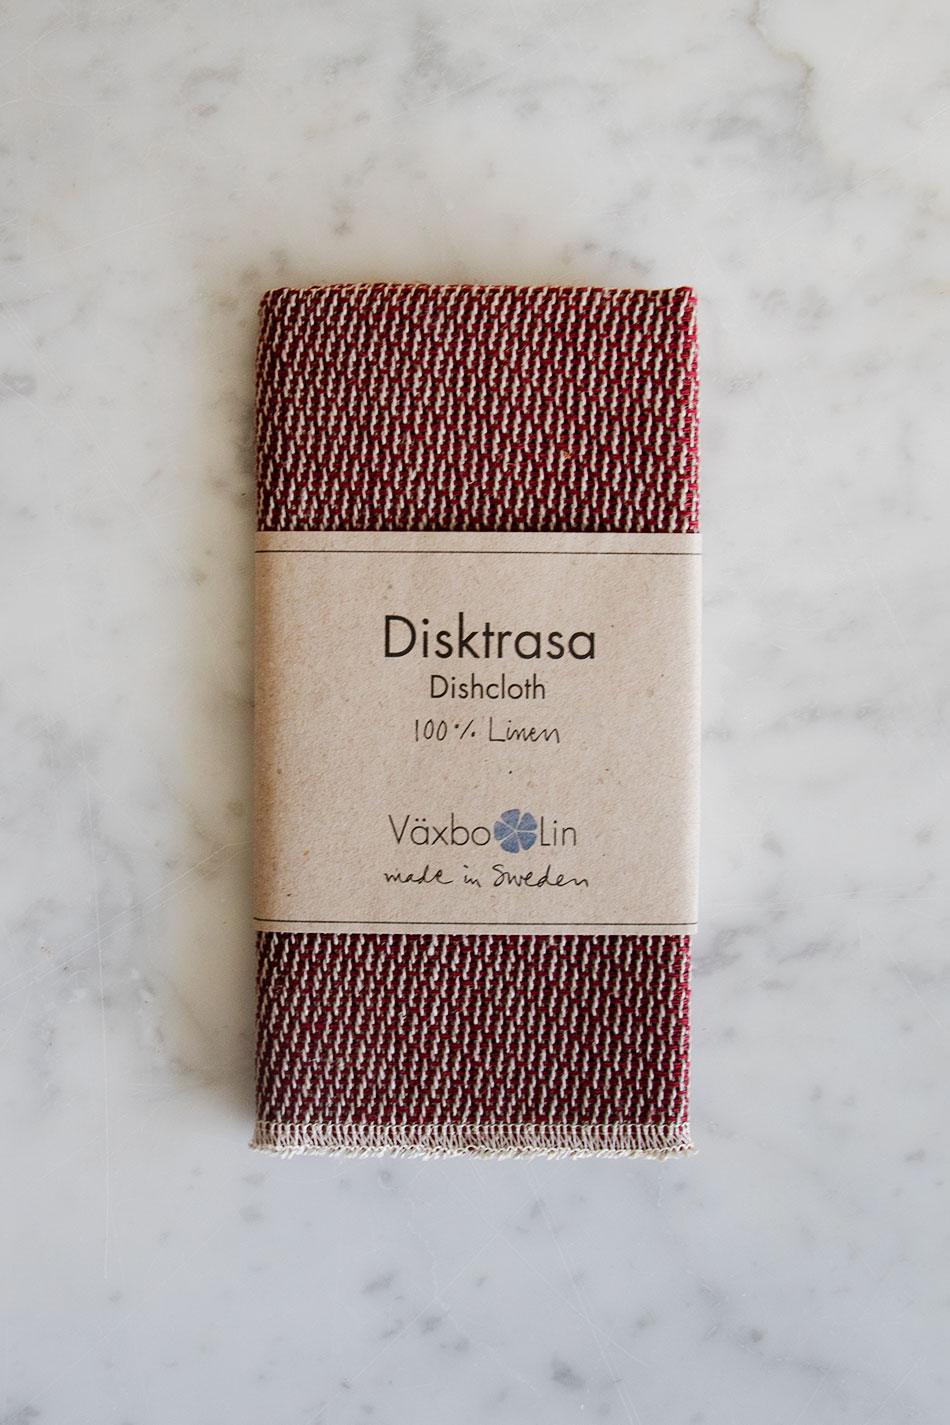 Disktrasa
Dishcloth
100% Linen
Växbo Lin
made in Sweden